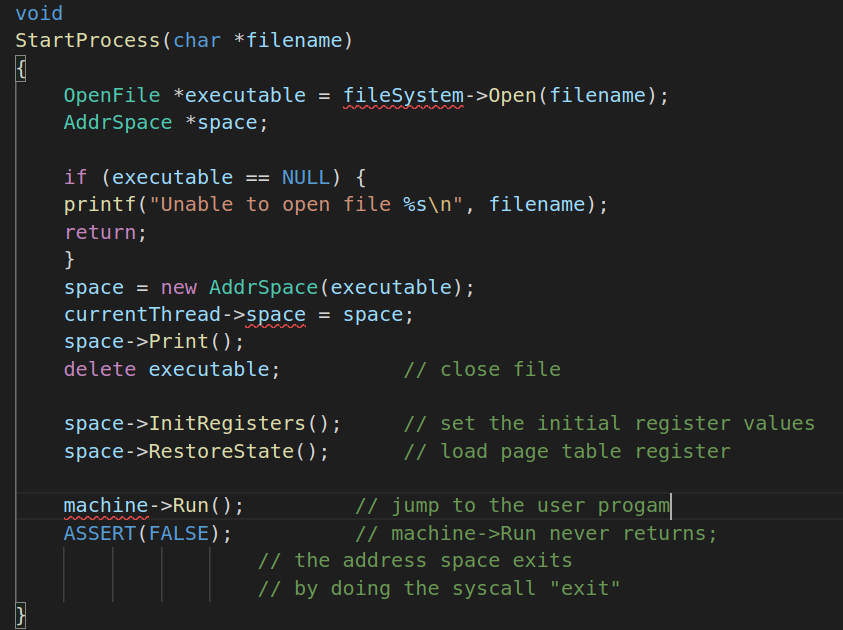 void
StartProcess(char *filename)
{
    OpenFile *executable = fileSystem->Open(filename);
    AddrSpace *space;

    if (executable == NULL) {
    printf("Unable to open file %s\n", filename);
    return;
    }
    space = new AddrSpace(executable);
    currentThread->space = space;
    space->Print();
    delete executable;          // close file

    space->InitRegisters();     // set the initial register values
    space->RestoreState();      // load page table register

    machine->Run();         // jump to the user progam
    ASSERT(FALSE);          // machine->Run never returns;
                    // the address space exits
                    // by doing the syscall "exit"
}